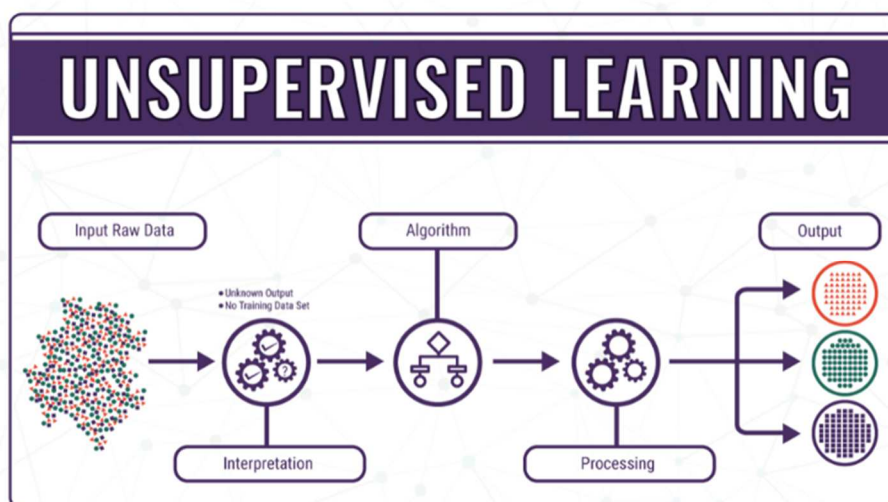 UNSUPERVISED LEARNING
Input Raw Data
Algorithm
Output
• Unknown Output
• No Training Data Set
?
Interpretation
Processing